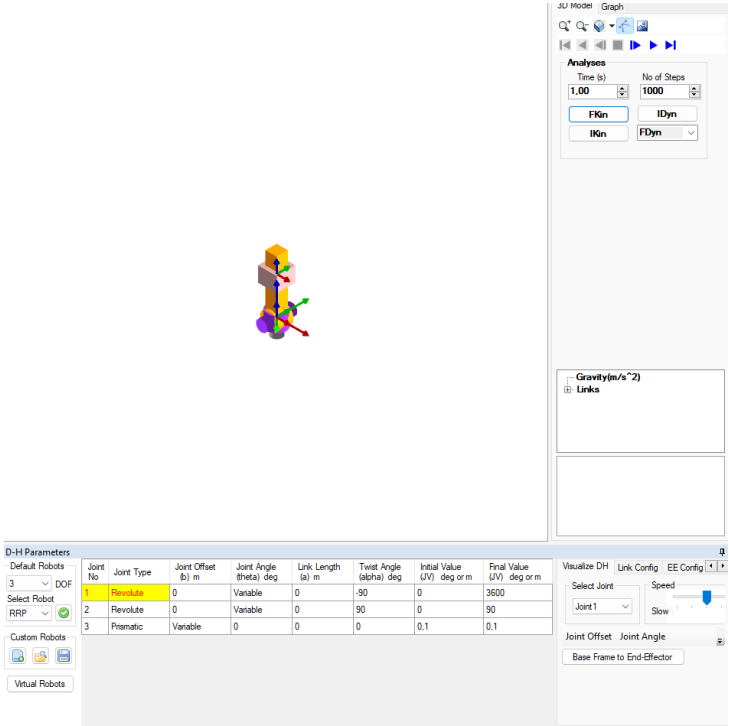 3D Model Graph
Analyses
Time (s) No of Steps
1,00 1000
FKin IDyn
IKin FDyn
Gravity(m/s^2)
Links
D-H Parameters
Default Robots
3 DOF
Select Robot
RRP
Custom Robots
Virtual Robots
Joint No Joint Type Joint Offset (b) m Joint Angle (theta) deg Link Length (a) m Twist Angle (alpha) deg Initial Value (JV) deg or m Final Value (JV) deg or m
1 Revolute 0 Variable 0 -90 0 3600
2 Revolute 0 Variable 0 90 0 90
3 Prismatic Variable 0 0 0 0,1 0,1
Visualize DH Link Config EE Config
Select Joint Speed
Joint1 Slow
Joint Offset Joint Angle
Base Frame to End-Effector